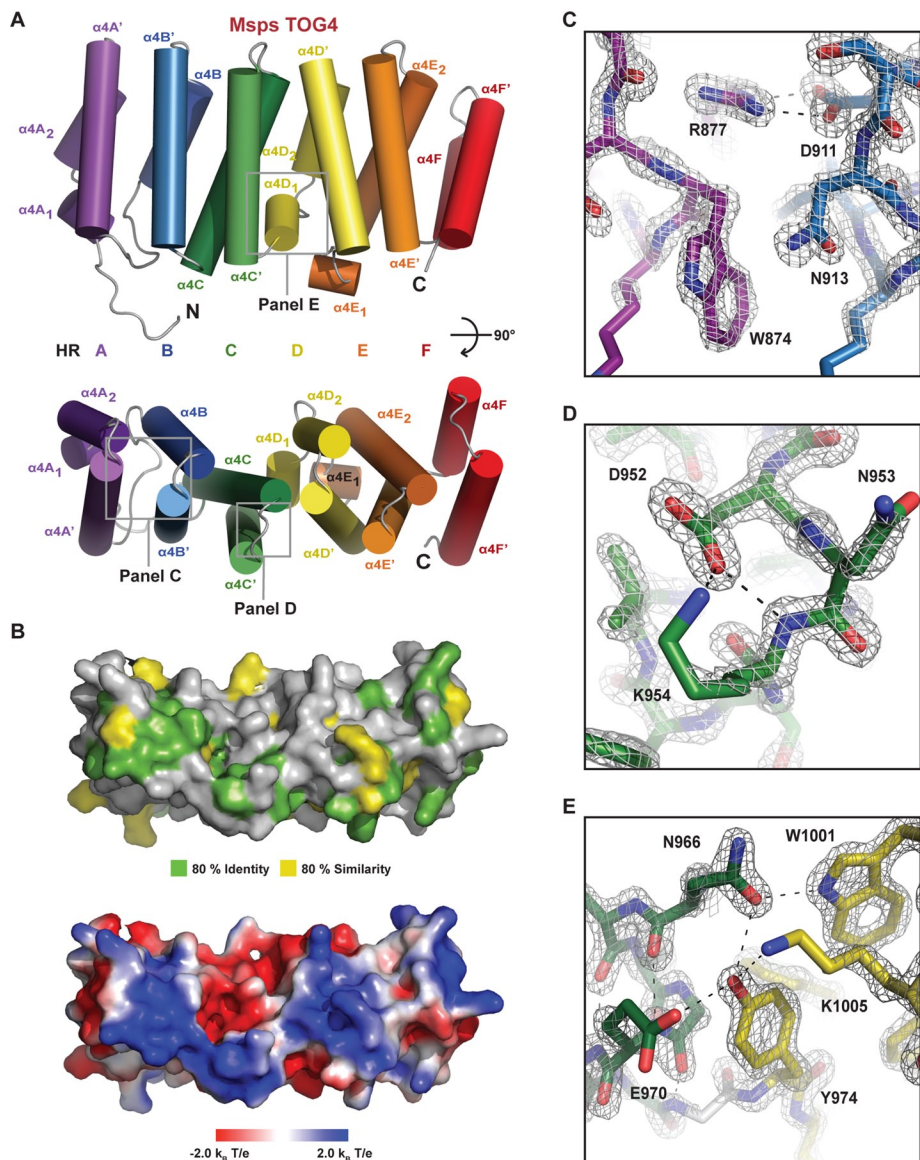 A
Msps TOG4
α4A'
α4B'
α4B
α4C'
α4D'
α4E₂
α4F'
α4A₂
α4D₂
α4F
α4A₁
α4D₁
α4C
α4C'
α4E'
C
N
Panel E
α4E₁
90°
HR A B C D E F
α4A₂
α4B
α4D₂
α4E₂
α4F
α4C
α4D₁
α4A₁
α4E₁
α4A'
α4B'
α4D'
α4E'
C
α4F'
Panel C
α4C'
Panel D
B
80 % Identity
80 % Similarity
-2.0 k_B T/e
2.0 k_B T/e
C
R877
D911
N913
W874
D
D952
N953
K954
E
N966
W1001
K1005
E970
Y974